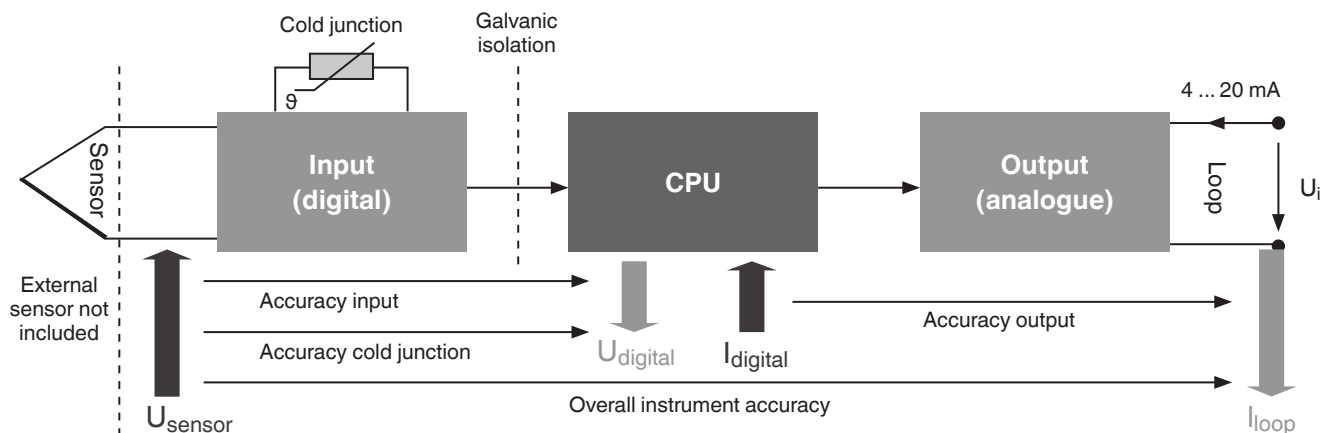 Cold junction
Galvanic
isolation
ϑ
4 ... 20 mA
Sensor
Input
(digital)
CPU
Output
(analogue)
Loop
Ui
External
sensor not
included
Accuracy input
Accuracy cold junction
Udigital
Idigital
Accuracy output
Usensor
Overall instrument accuracy
Iloop